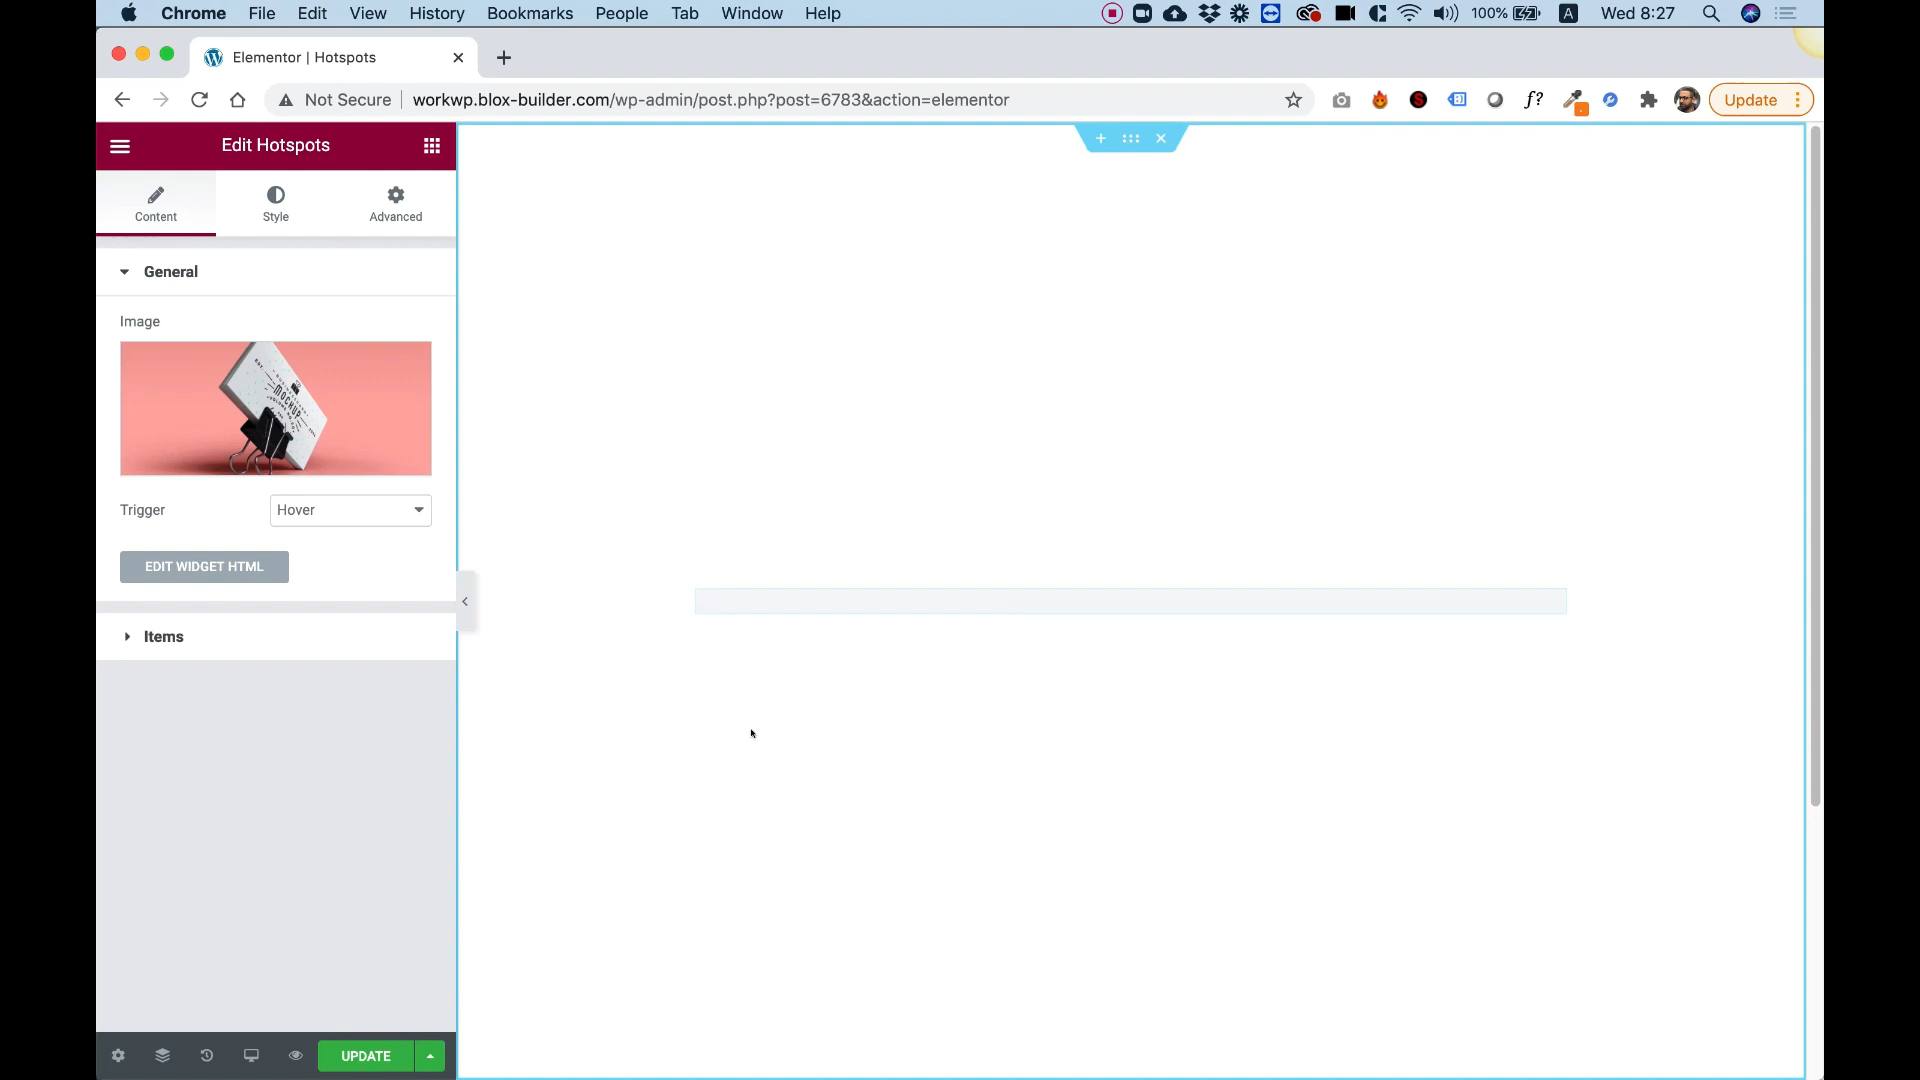 Chrome File Edit View History Bookmarks People Tab Window Help 100% A Wed 8:27
Elementor | Hotspots
Not Secure workwp.blox-builder.com/wp-admin/post.php?post=6783&action=elementor f? Update
Edit Hotspots
Content Style Advanced
General
Image
MOCKUP
Trigger Hover
EDIT WIDGET HTML
Items
UPDATE